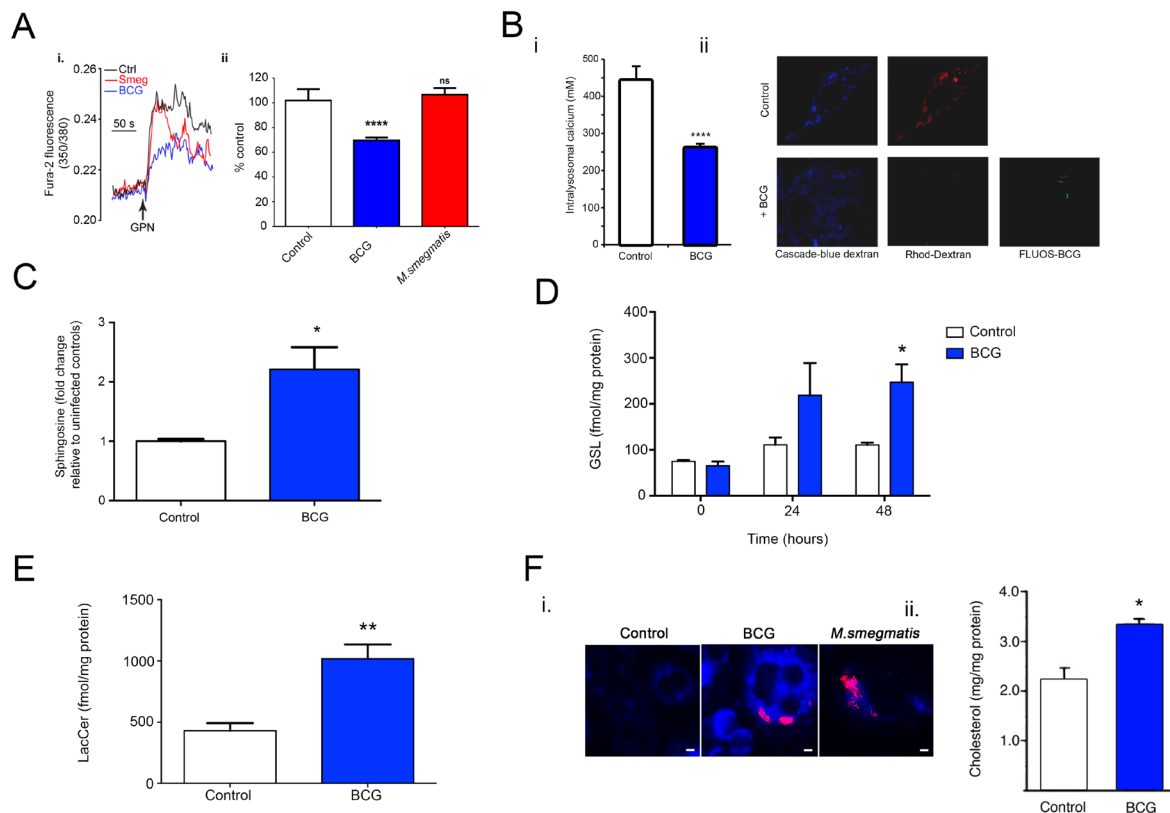 A
i.
Ctrl
Smeg
BCG
0.26
0.24
0.22
0.20
50 s
Fura-2 fluorescence
(350/380)
GPN
ii
120
100
80
60
40
20
0
% control
****
ns
Control
BCG
M.smegmatis
B
i
500
450
400
350
300
250
200
150
100
50
0
Intralysosomal calcium (mM)
****
Control
BCG
ii
Control
+ BCG
Cascade-blue dextran
Rhod-Dextran
FLUOS-BCG
C
3
2
1
0
Sphingosine (fold change
relative to uninfected controls)
*
Control
BCG
D
400
300
200
100
0
GSL (fmol/mg protein)
*
Control
BCG
0
24
48
Time (hours)
E
1500
1000
500
0
LacCer (fmol/mg protein)
**
Control
BCG
F
i.
Control
BCG
M.smegmatis
ii.
4.0
3.0
2.0
1.0
Cholesterol (mg/mg protein)
*
Control
BCG